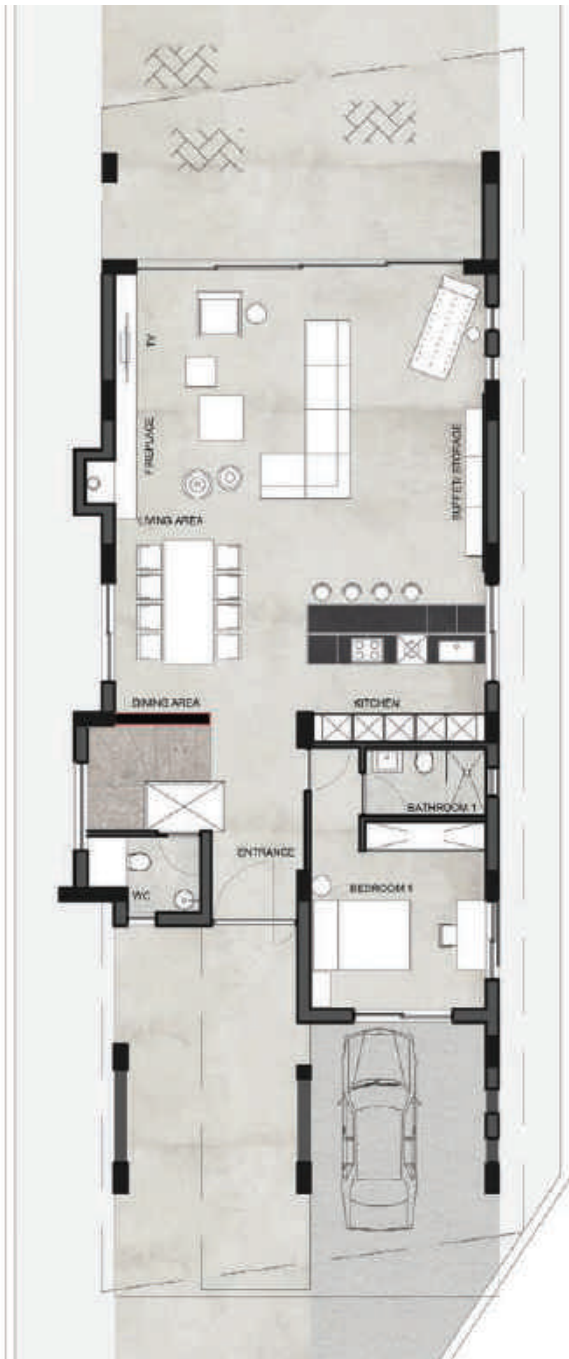 TV
FIREPLACE
BUFFET/ STORAGE
LIVING AREA
DINING AREA
KITCHEN
BATHROOM 1
ENTRANCE
BEDROOM 1
WC